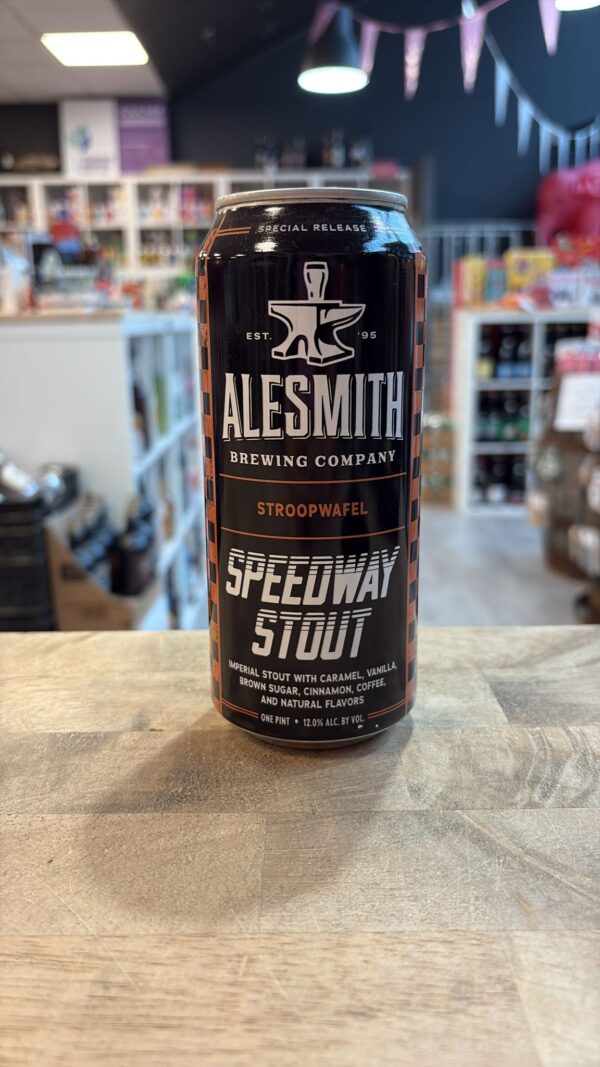 SPECIAL RELEASE
EST. '95
ALESMITH
BREWING COMPANY
STROOPWAFEL
SPEEDWAY
STOUT
IMPERIAL STOUT WITH CARAMEL, VANILLA,
BROWN SUGAR, CINNAMON, COFFEE,
AND NATURAL FLAVORS
ONE PINT • 12.0% ALC. BY VOL.